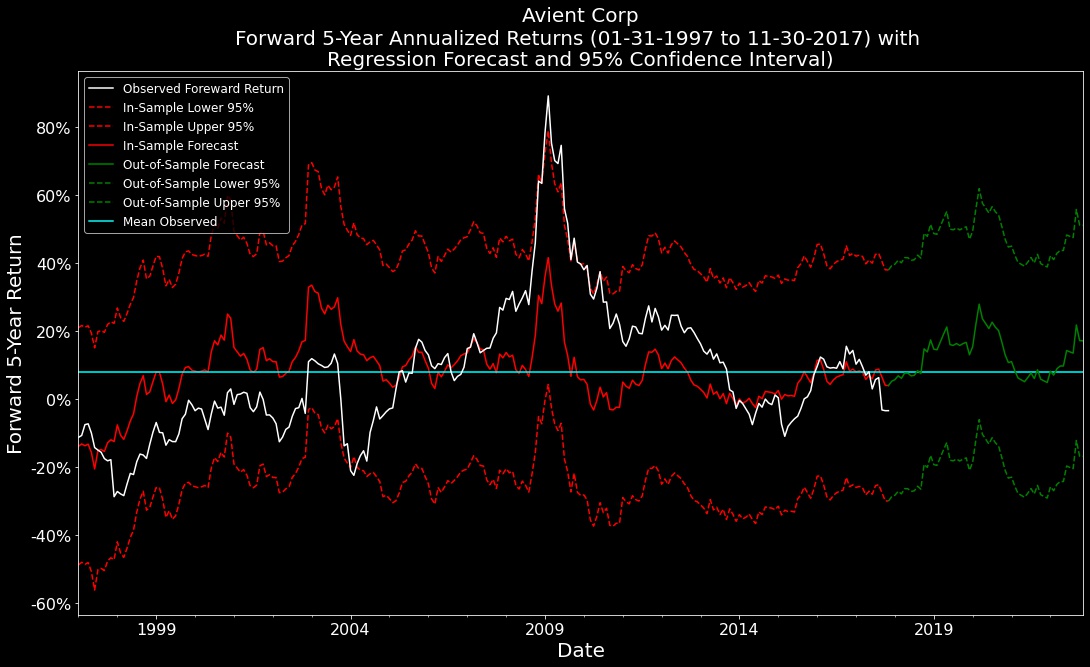 Avient Corp
Forward 5-Year Annualized Returns (01-31-1997 to 11-30-2017) with
Regression Forecast and 95% Confidence Interval)
Observed Foreward Return
In-Sample Lower 95%
In-Sample Upper 95%
In-Sample Forecast
Out-of-Sample Forecast
Out-of-Sample Lower 95%
Out-of-Sample Upper 95%
Mean Observed
Forward 5-Year Return
80%
60%
40%
20%
0%
-20%
-40%
-60%
1999
2004
2009
2014
2019
Date